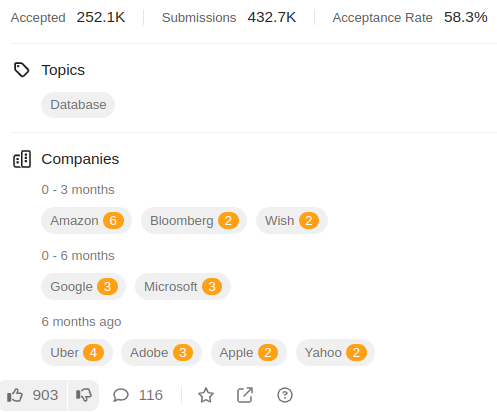 Accepted 252.1K Submissions 432.7K Acceptance Rate 58.3%
Topics
Database
Companies
0 - 3 months
Amazon 6 Bloomberg 2 Wish 2
0 - 6 months
Google 3 Microsoft 3
6 months ago
Uber 4 Adobe 3 Apple 2 Yahoo 2
903 116